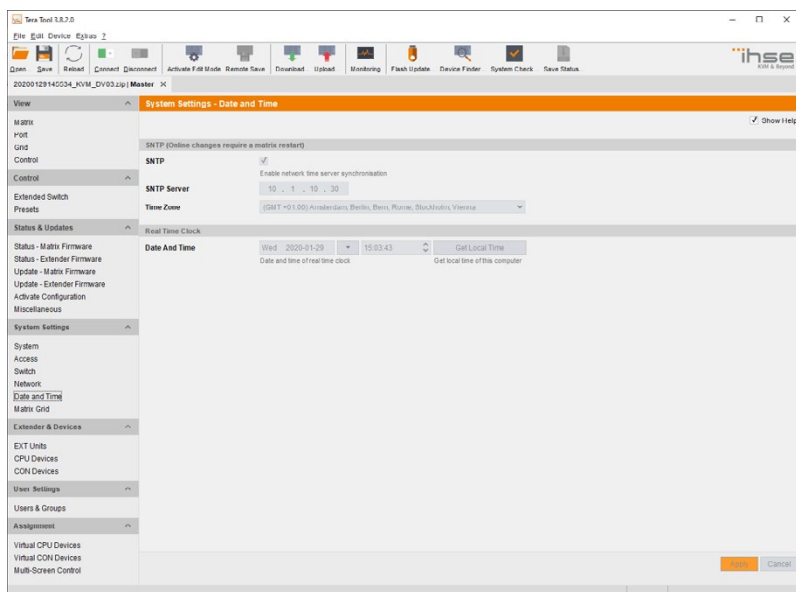 Tera Tool 3.8.2.0
File Edit Device Extras ?
Open Save Reload Connect Disconnect Activate Edit Mode Remote Save Download Upload Monitoring Flash Update Device Finder System Check Save Status
ihse
KVM & Beyond
20200129145534_KVM_DV03.zip | Master
View
Matrix
Port
Grid
Control
Control
Extended Switch
Presets
Status & Updates
Status - Matrix Firmware
Status - Extender Firmware
Update - Matrix Firmware
Update - Extender Firmware
Activate Configuration
Miscellaneous
System Settings
System
Access
Switch
Network
Date and Time
Matrix Grid
Extender & Devices
EXT Units
CPU Devices
CON Devices
User Settings
Users & Groups
Assignment
Virtual CPU Devices
Virtual CON Devices
Multi-Screen Control
System Settings - Date and Time
Show Help
SNTP (Online changes require a matrix restart)
SNTP
Enable network time server synchronisation
SNTP Server 10 . 1 . 10 . 30
Time Zone (GMT +01:00) Amsterdam, Berlin, Bern, Rome, Stockholm, Vienna
Real Time Clock
Date And Time Wed 2020-01-29 15:03:43 Get Local Time
Date and time of real time clock Get local time of this computer
Apply Cancel